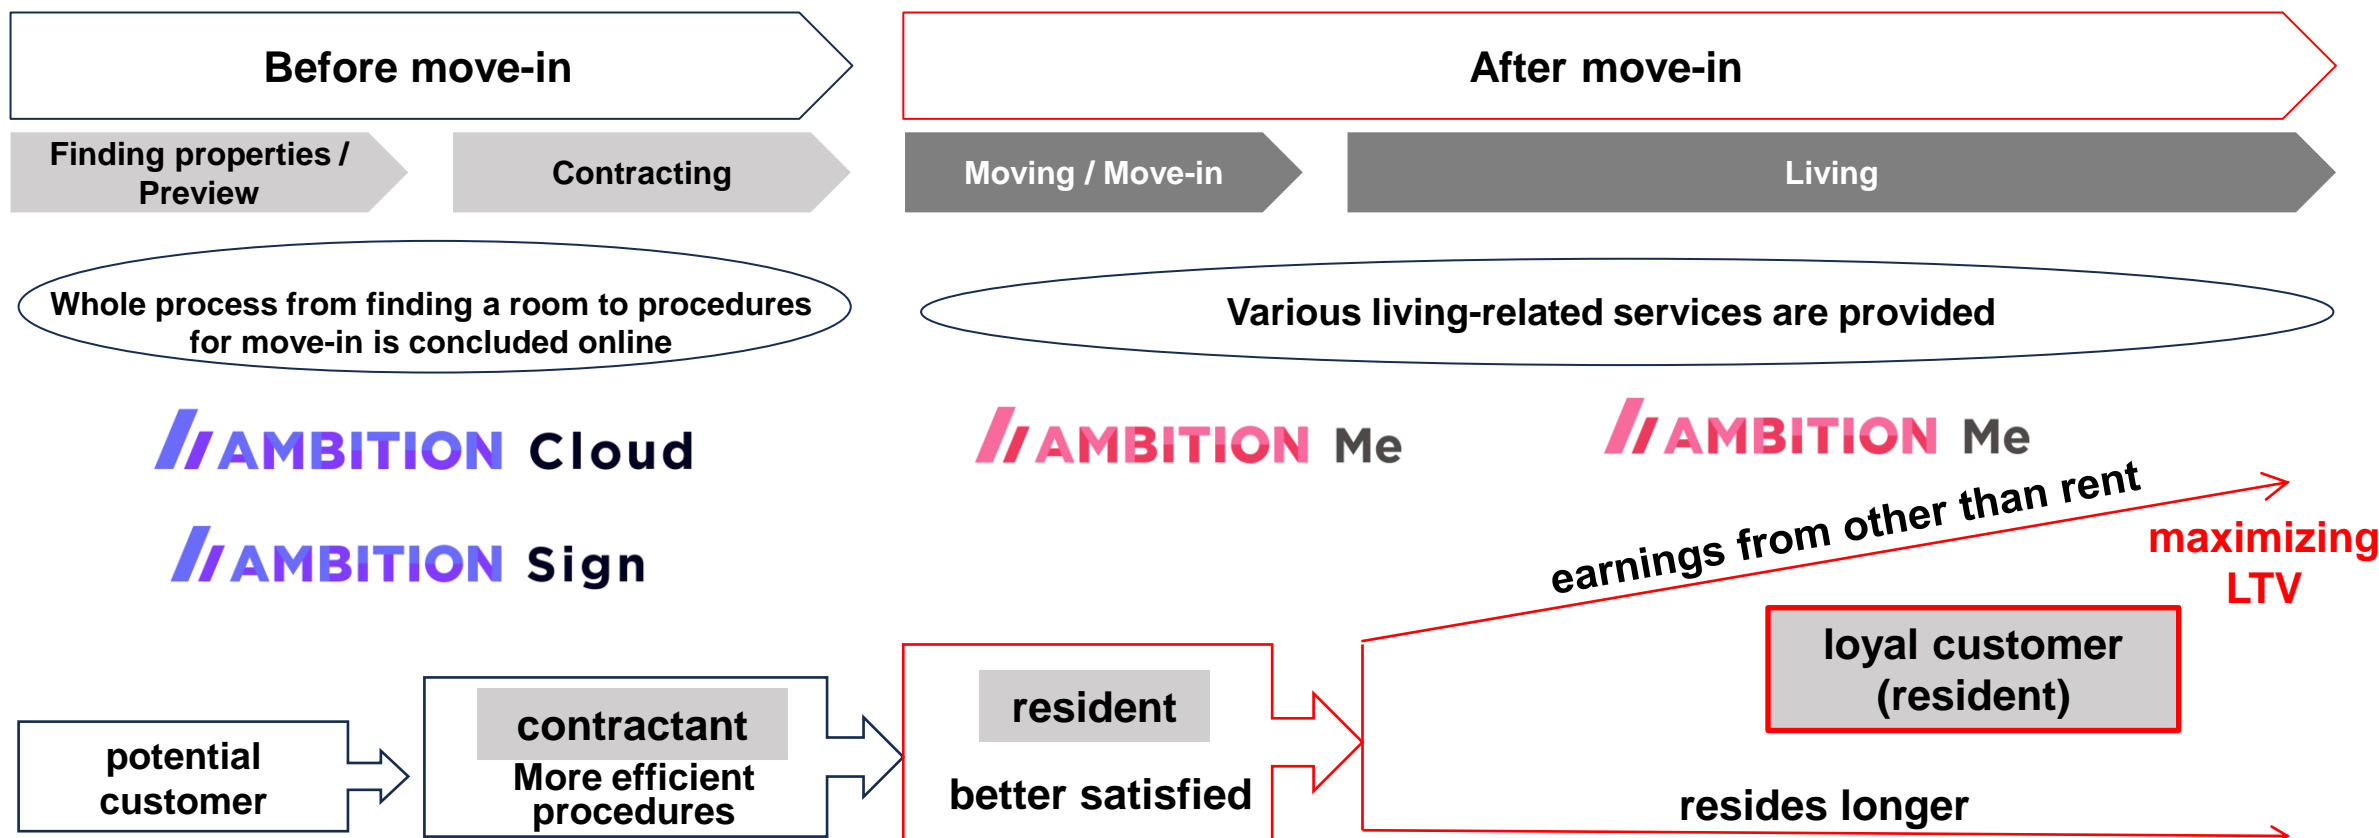 Before move-in
After move-in
Finding properties /
Preview
Contracting
Moving / Move-in
Living
Whole process from finding a room to procedures
for move-in is concluded online
Various living-related services are provided
AMBITION Cloud
AMBITION Me
AMBITION Me
AMBITION Sign
earnings from other than rent
maximizing
LTV
potential
customer
contractant
More efficient
procedures
resident
better satisfied
loyal customer
(resident)
resides longer